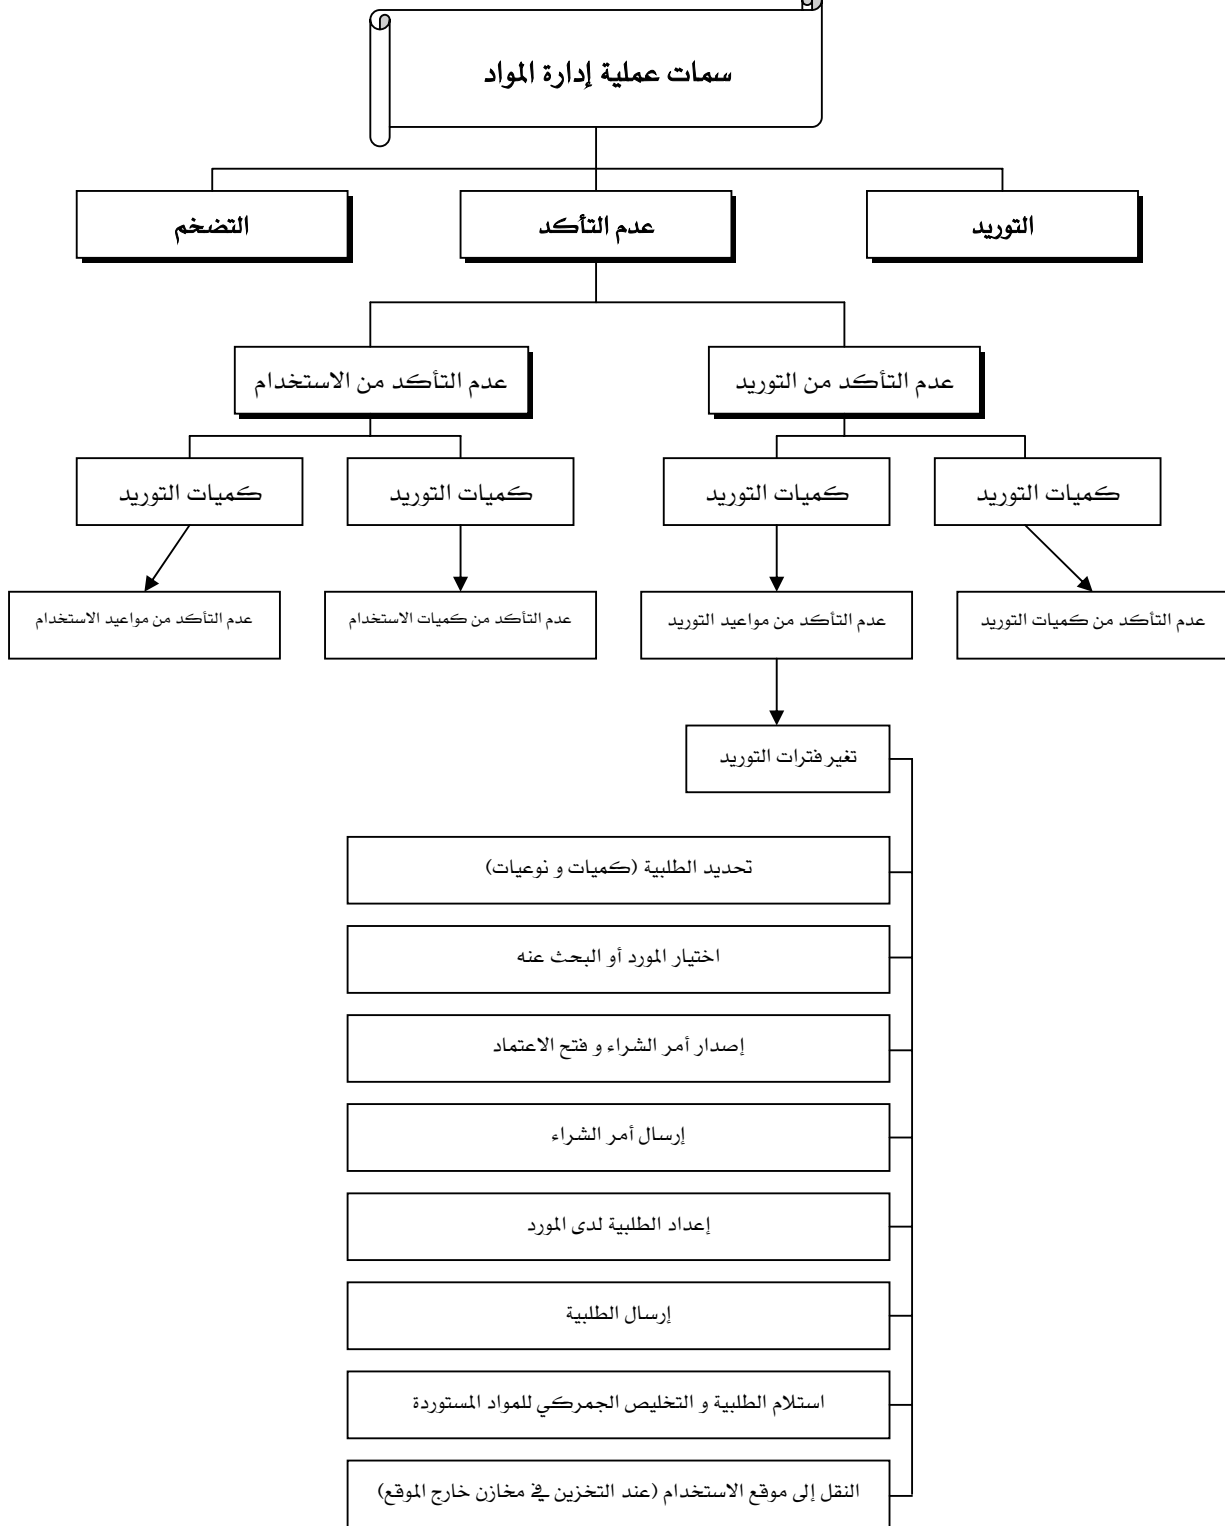 سمات عملية إدارة المواد
التوريد
عدم التأكد
التضخم
عدم التأكد من التوريد
عدم التأكد من الاستخدام
كميات التوريد
كميات التوريد
كميات التوريد
كميات التوريد
عدم التأكد من كميات التوريد
عدم التأكد من مواعيد التوريد
عدم التأكد من كميات الاستخدام
عدم التأكد من مواعيد الاستخدام
تغير فترات التوريد
تحديد الطلبية (كميات و نوعيات)
اختيار المورد أو البحث عنه
إصدار أمر الشراء و فتح الاعتماد
إرسال أمر الشراء
إعداد الطلبية لدى المورد
إرسال الطلبية
استلام الطلبية و التخليص الجمركي للمواد المستوردة
النقل إلى موقع الاستخدام (عند التخزين في مخازن خارج الموقع)